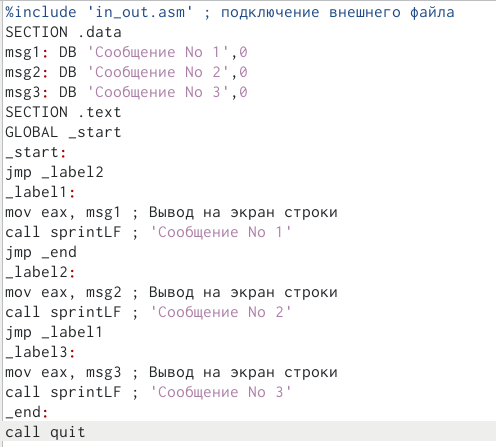 %include 'in_out.asm' ; подключение внешнего файла
SECTION .data
msg1: DB 'Сообщение No 1',0
msg2: DB 'Сообщение No 2',0
msg3: DB 'Сообщение No 3',0
SECTION .text
GLOBAL _start
_start:
jmp _label2
_label1:
mov eax, msg1 ; Вывод на экран строки
call sprintLF ; 'Сообщение No 1'
jmp _end
_label2:
mov eax, msg2 ; Вывод на экран строки
call sprintLF ; 'Сообщение No 2'
jmp _label1
_label3:
mov eax, msg3 ; Вывод на экран строки
call sprintLF ; 'Сообщение No 3'
_end:
call quit